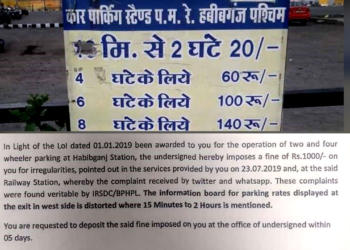 कार पार्किंग स्टैण्ड प.म.रे. हबीबगंज पश्चिम
मि. से 2 घंटे 20/-
4 घंटे के लिये 60 रू/-
6 घंटे के लिये 100 रू/-
8 घंटे के लिये 140 रू/-
In Light of the LoI dated 01.01.2019 been awarded to you for the operation of two and four
wheeler parking at Habibganj Station, the undersigned hereby imposes a fine of Rs.1000/- on
you for irregularities, pointed out in the services provided by you on 23.07.2019 and, at the said
Railway Station, whereby the complaint received by twitter and whatsapp. These complaints
were found veritable by IRSDC/BPHPL. The information board for parking rates displayed at
the exit in west side is distorted where 15 Minutes to 2 Hours is mentioned.
You are requested to deposit the said fine imposed on you at the office of undersigned within
05 days.